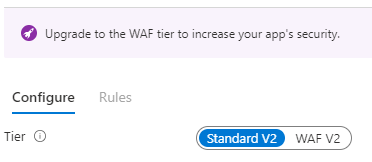 Upgrade to the WAF tier to increase your app's security.
Configure Rules
Tier Standard V2 WAF V2